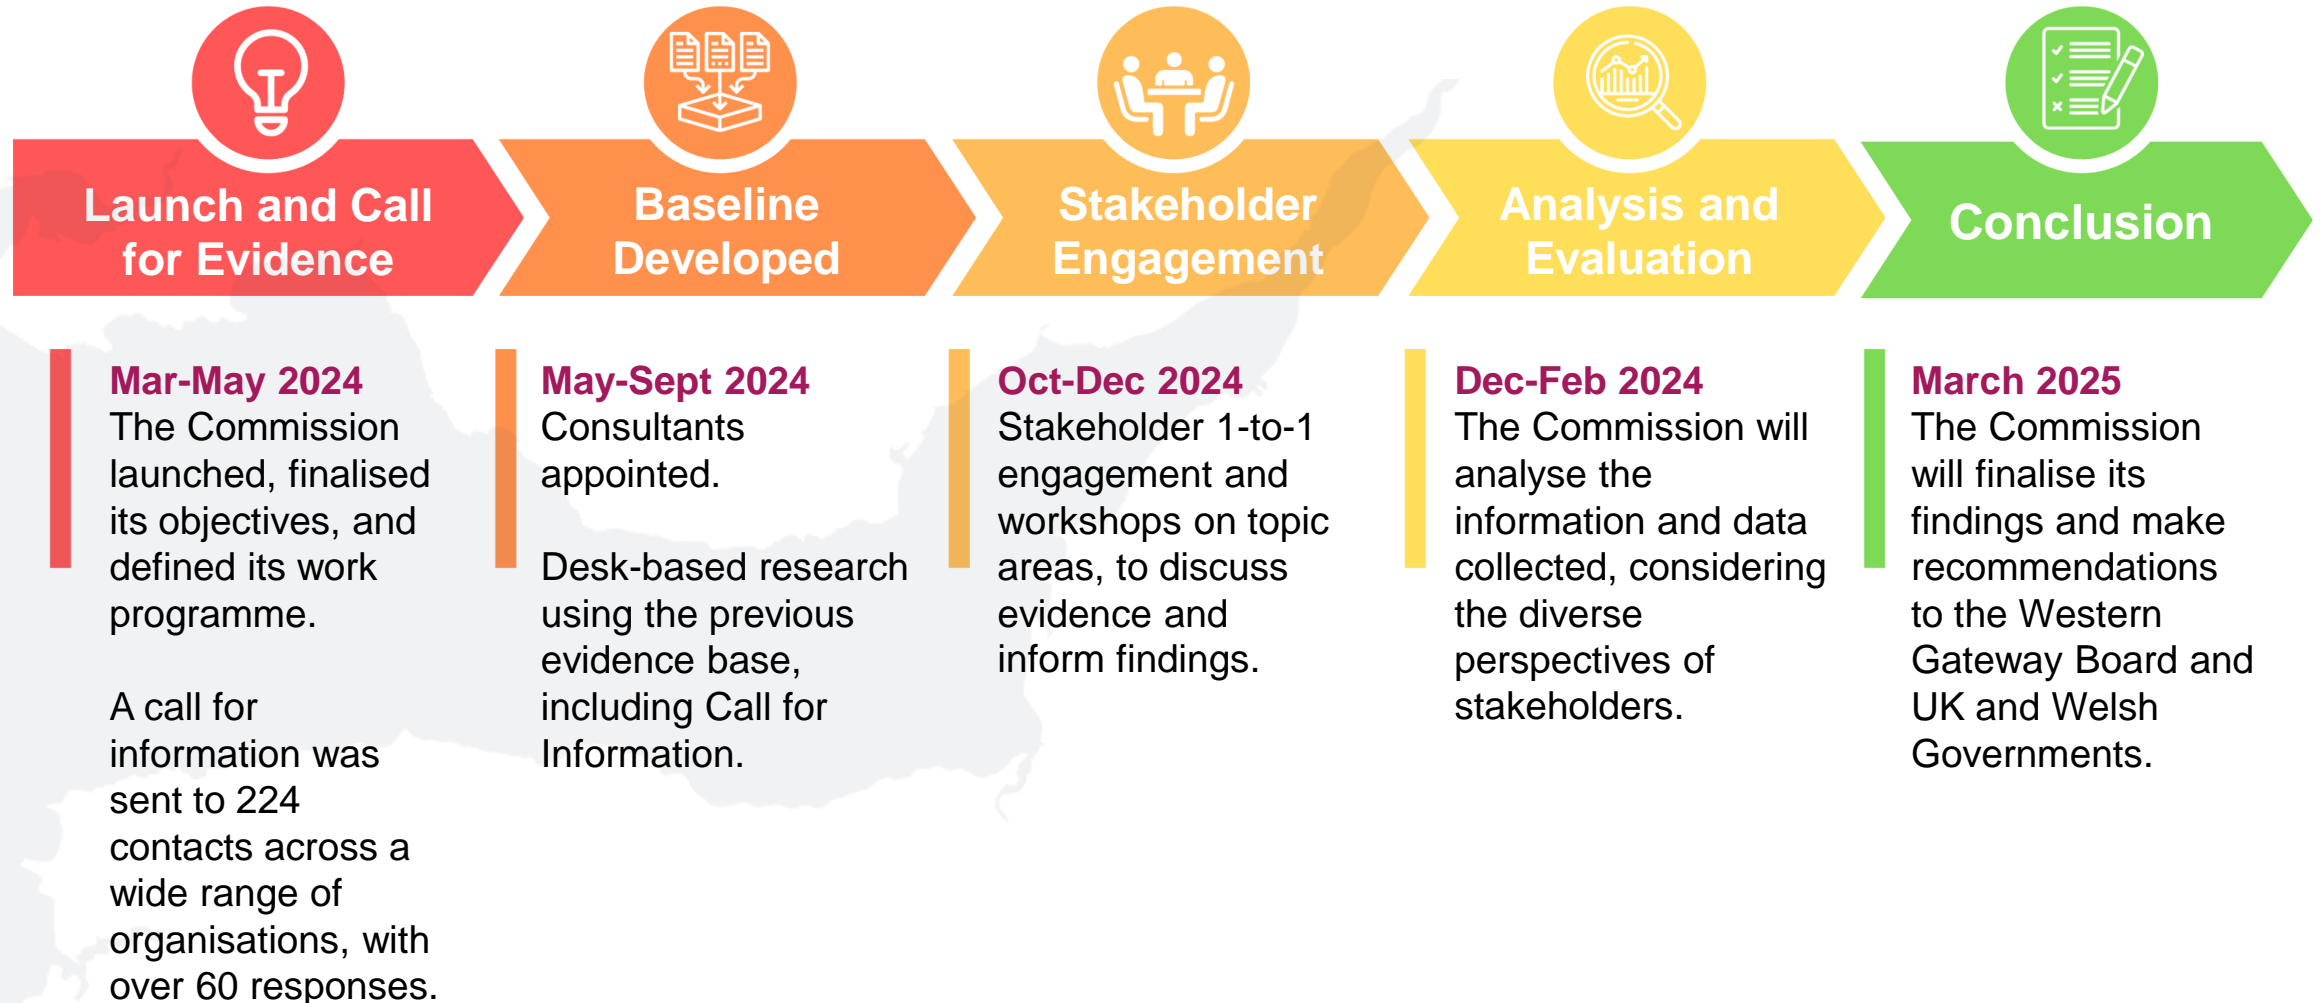 Launch and Call
for Evidence
Baseline
Developed
Stakeholder
Engagement
Analysis and
Evaluation
Conclusion
Mar-May 2024
The Commission
launched, finalised
its objectives, and
defined its work
programme.
A call for
information was
sent to 224
contacts across a
wide range of
organisations, with
over 60 responses.
May-Sept 2024
Consultants
appointed.
Desk-based research
using the previous
evidence base,
including Call for
Information.
Oct-Dec 2024
Stakeholder 1-to-1
engagement and
workshops on topic
areas, to discuss
evidence and
inform findings.
Dec-Feb 2024
The Commission will
analyse the
information and data
collected, considering
the diverse
perspectives of
stakeholders.
March 2025
The Commission
will finalise its
findings and make
recommendations
to the Western
Gateway Board and
UK and Welsh
Governments.